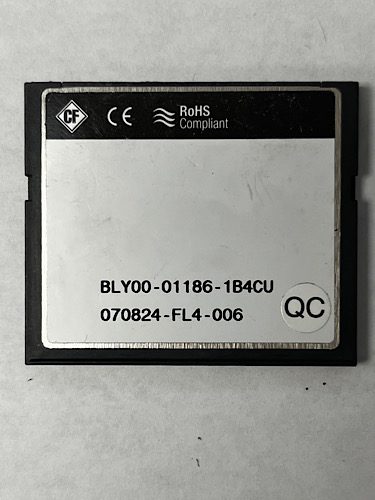 CF CE RoHS
Compliant
BLY00-01186-1B4CU
070824-FL4-006
QC